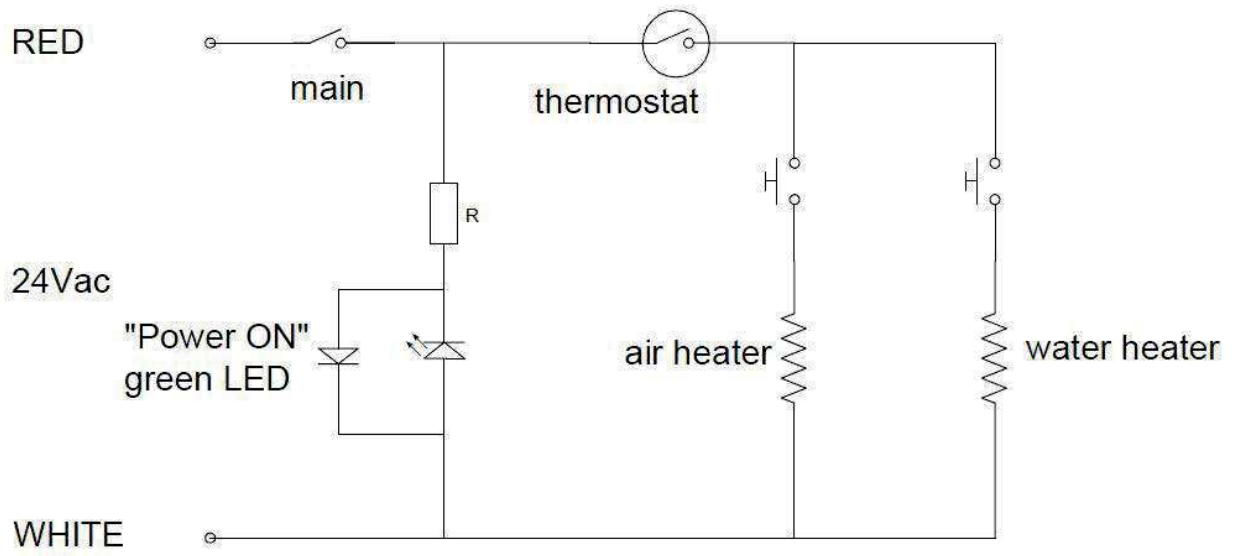 RED
main
thermostat
R
24Vac
"Power ON"
green LED
air heater
water heater
WHITE